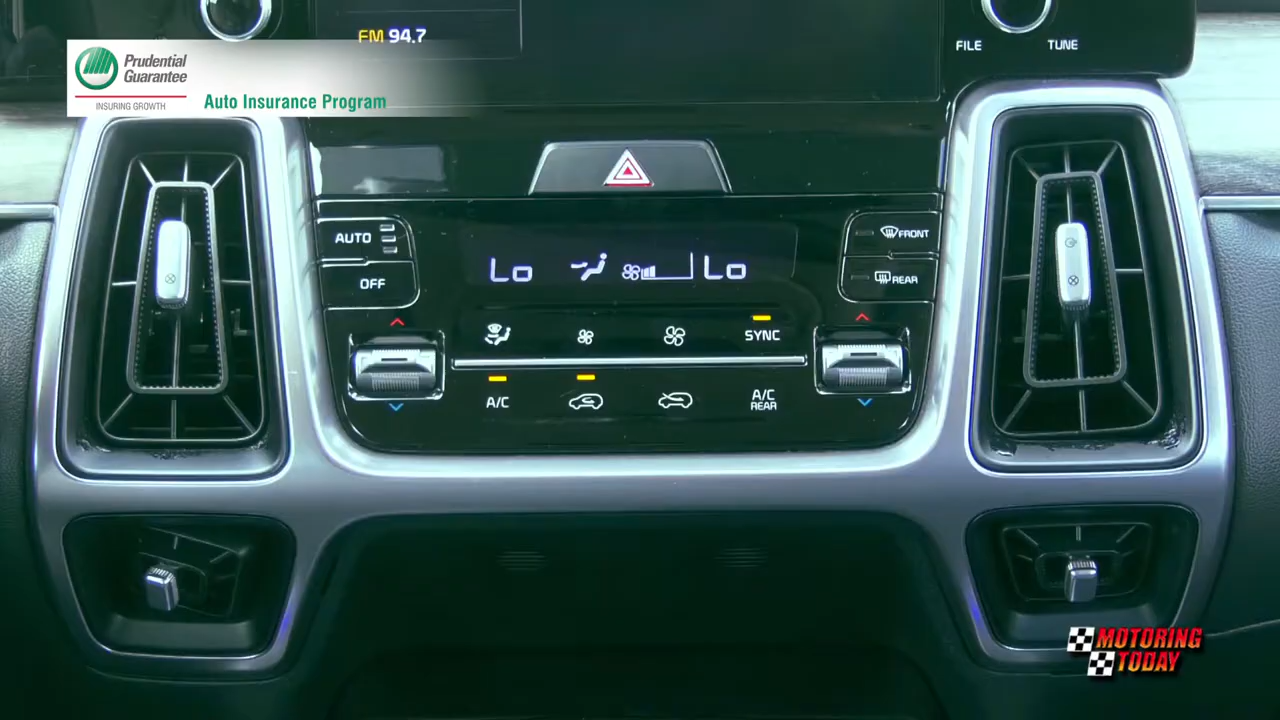 FM 94.7
FILE
TUNE
Prudential
Guarantee
INSURING GROWTH
Auto Insurance Program
AUTO
OFF
Lo
Lo
FRONT
REAR
SYNC
A/C
A/C
REAR
MOTORING
TODAY